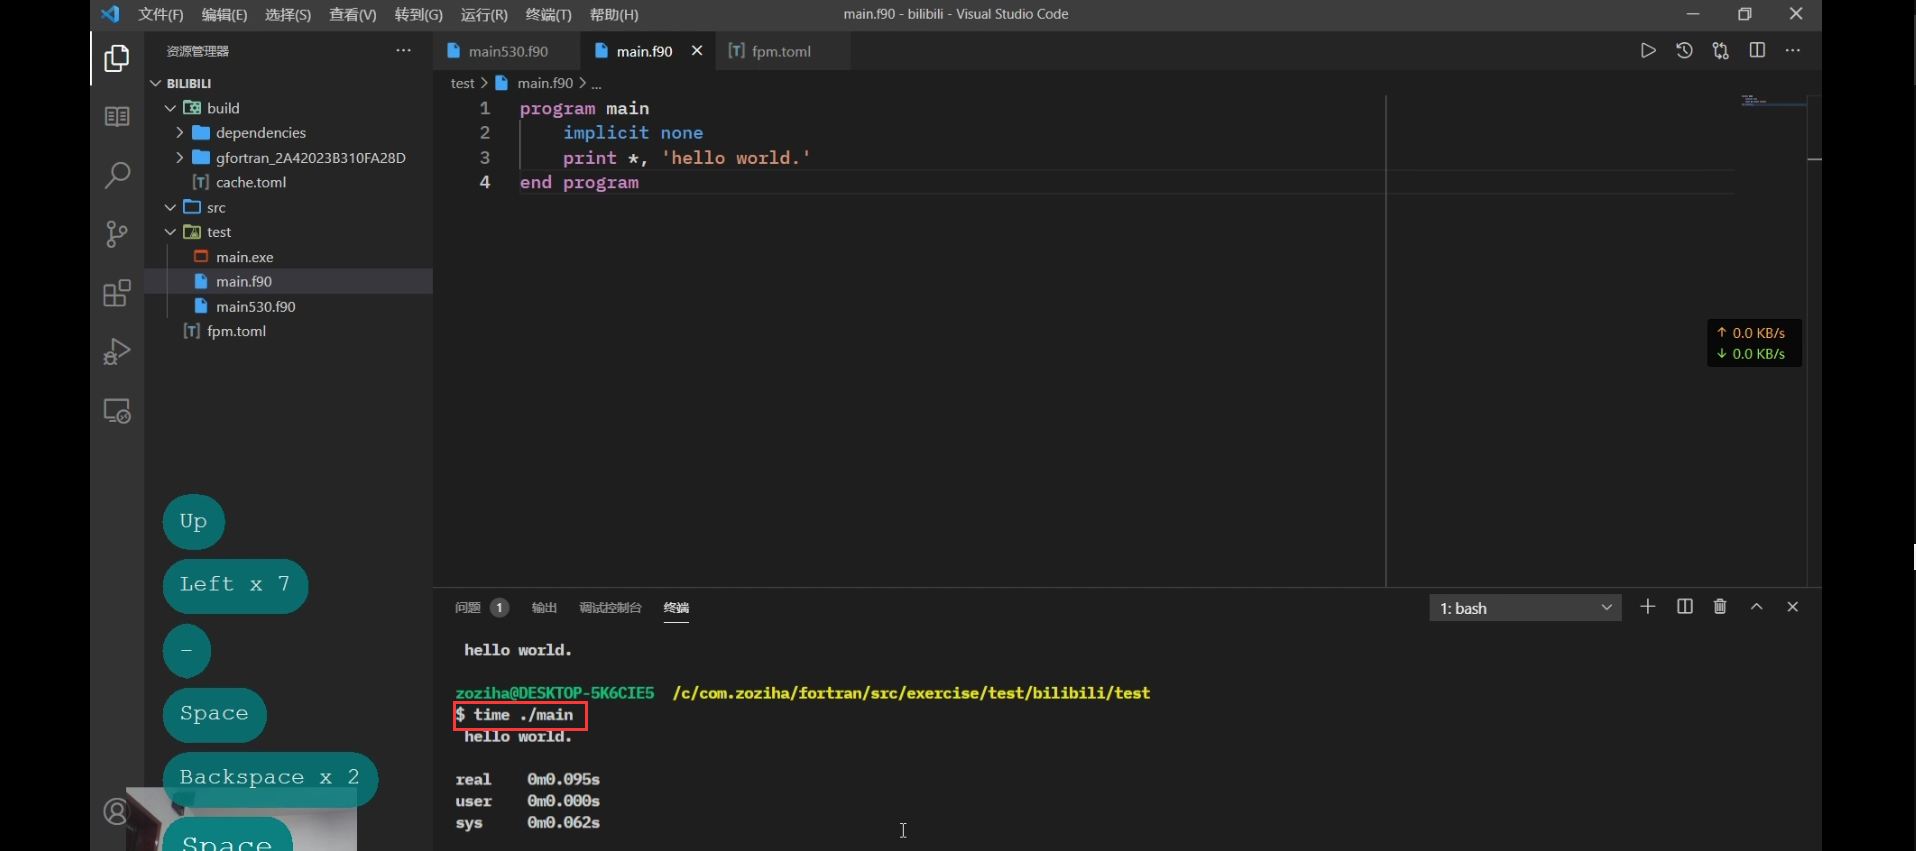 文件(F) 编辑(E) 选择(S) 查看(V) 转到(G) 运行(R) 终端(T) 帮助(H) main.f90 - bilibili - Visual Studio Code
资源管理器 ···
main530.f90 main.f90 fpm.toml
BILIBILI
build
dependencies
gfortran_2A42023B310FA28D
[T] cache.toml
src
test
main.exe
main.f90
main530.f90
[T] fpm.toml
test > main.f90 > ...
1 program main
2 implicit none
3 print *, 'hello world.'
4 end program
↑ 0.0 KB/s
↓ 0.0 KB/s
Up
Left x 7
-
Space
Backspace x 2
Space
问题 1 输出 调试控制台 终端 1: bash
hello world.
zoziha@DESKTOP-5K6CIE5 /c/com.zoziha/fortran/src/exercise/test/bilibili/test
$ time ./main
hello world.
real 0m0.095s
user 0m0.000s
sys 0m0.062s